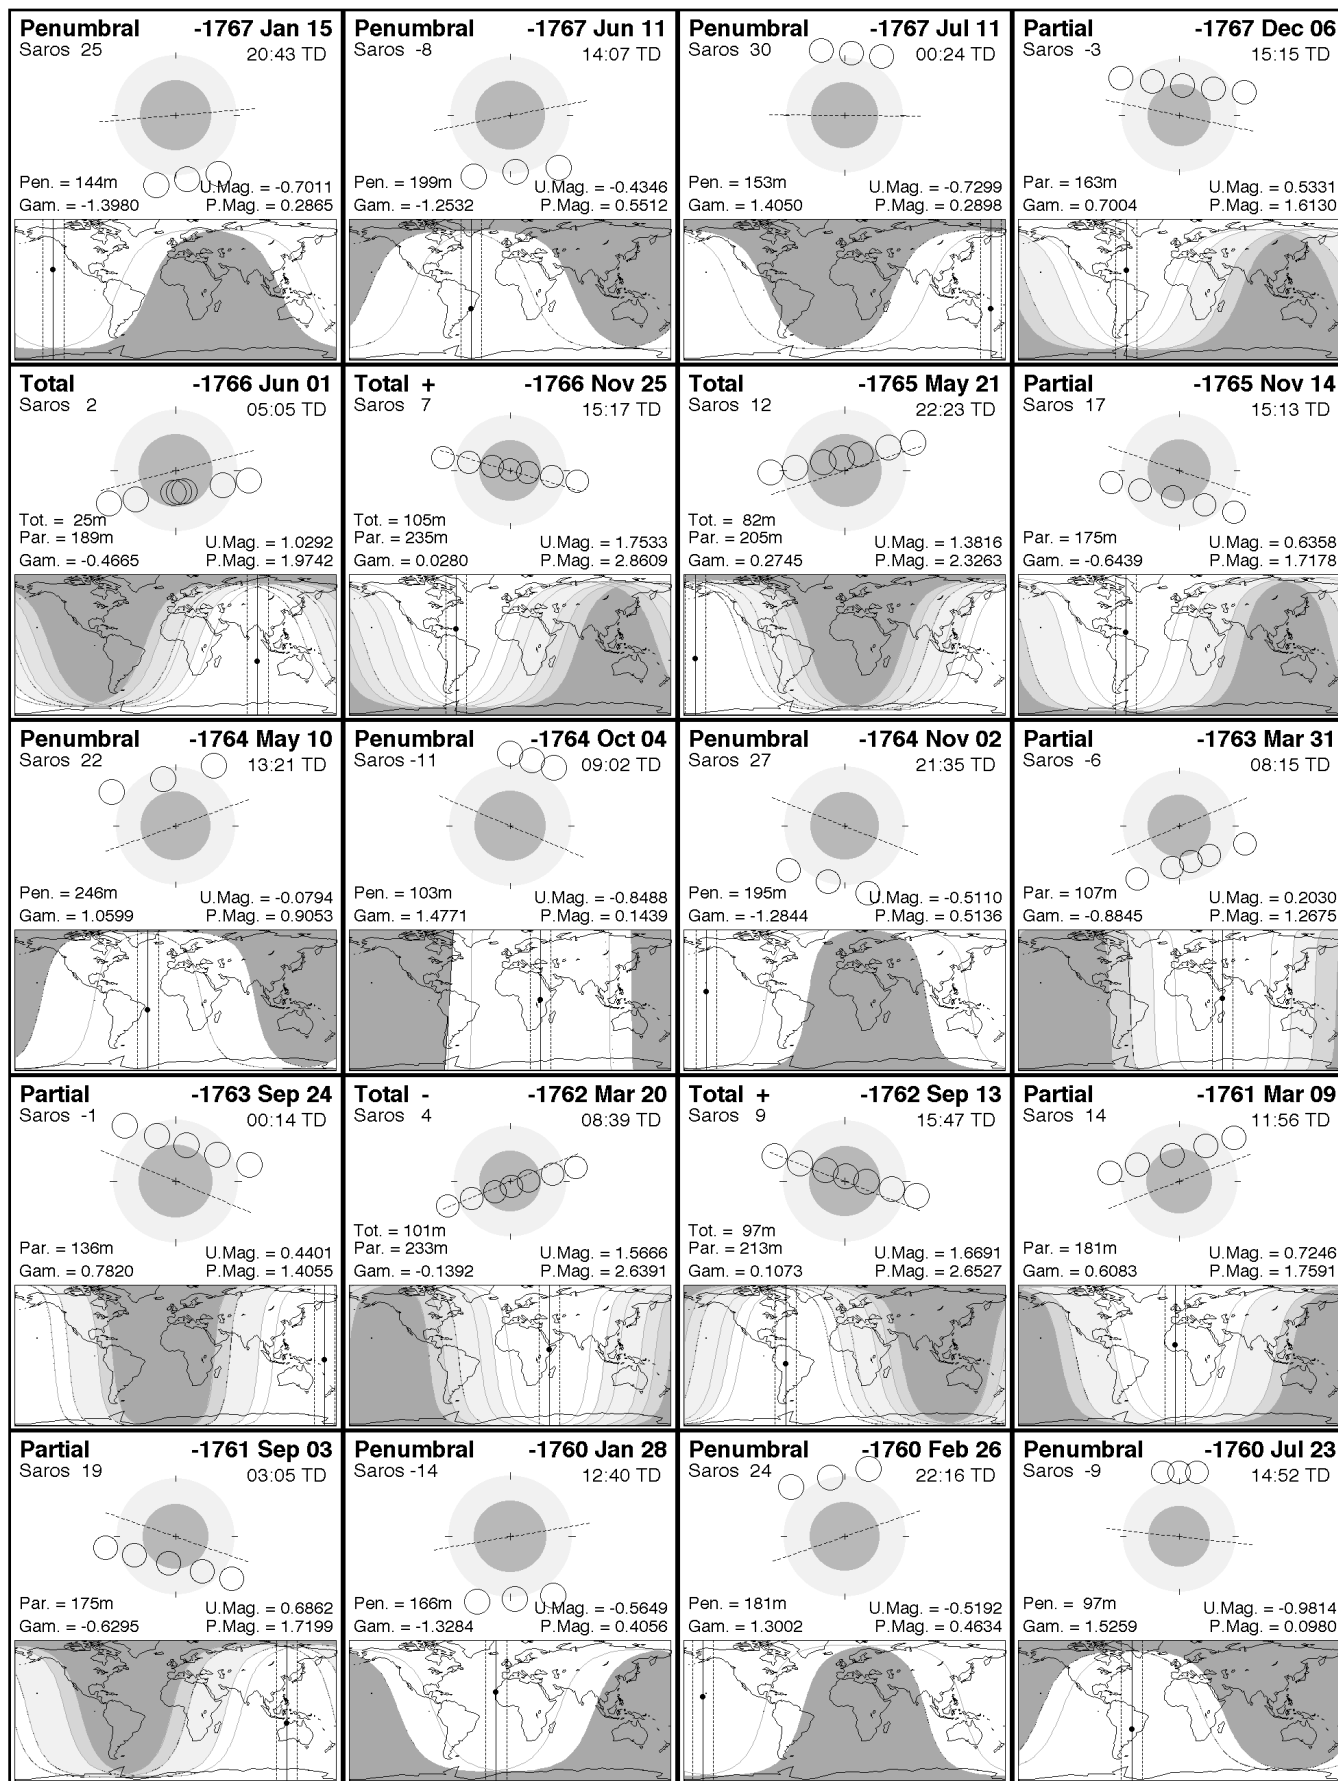 Penumbral -1767 Jan 15
Saros 25 20:43 TD
Pen. = 144m U.Mag. = -0.7011
Gam. = -1.3980 P.Mag. = 0.2865
Penumbral -1767 Jun 11
Saros -8 14:07 TD
Pen. = 199m U.Mag. = -0.4346
Gam. = -1.2532 P.Mag. = 0.5512
Penumbral -1767 Jul 11
Saros 30 00:24 TD
Pen. = 153m U.Mag. = -0.7299
Gam. = 1.4050 P.Mag. = 0.2898
Partial -1767 Dec 06
Saros -3 15:15 TD
Par. = 163m U.Mag. = 0.5331
Gam. = 0.7004 P.Mag. = 1.6130
Total -1766 Jun 01
Saros 2 05:05 TD
Tot. = 25m
Par. = 189m U.Mag. = 1.0292
Gam. = -0.4665 P.Mag. = 1.9742
Total + -1766 Nov 25
Saros 7 15:17 TD
Tot. = 105m
Par. = 235m U.Mag. = 1.7533
Gam. = 0.0280 P.Mag. = 2.8609
Total -1765 May 21
Saros 12 22:23 TD
Tot. = 82m
Par. = 205m U.Mag. = 1.3816
Gam. = 0.2745 P.Mag. = 2.3263
Partial -1765 Nov 14
Saros 17 15:13 TD
Par. = 175m U.Mag. = 0.6358
Gam. = -0.6439 P.Mag. = 1.7178
Penumbral -1764 May 10
Saros 22 13:21 TD
Pen. = 246m U.Mag. = -0.0794
Gam. = 1.0599 P.Mag. = 0.9053
Penumbral -1764 Oct 04
Saros -11 09:02 TD
Pen. = 103m U.Mag. = -0.8488
Gam. = 1.4771 P.Mag. = 0.1439
Penumbral -1764 Nov 02
Saros 27 21:35 TD
Pen. = 195m U.Mag. = -0.5110
Gam. = -1.2844 P.Mag. = 0.5136
Partial -1763 Mar 31
Saros -6 08:15 TD
Par. = 107m U.Mag. = 0.2030
Gam. = -0.8845 P.Mag. = 1.2675
Partial -1763 Sep 24
Saros -1 00:14 TD
Par. = 136m U.Mag. = 0.4401
Gam. = 0.7820 P.Mag. = 1.4055
Total - -1762 Mar 20
Saros 4 08:39 TD
Tot. = 101m
Par. = 233m U.Mag. = 1.5666
Gam. = -0.1392 P.Mag. = 2.6391
Total + -1762 Sep 13
Saros 9 15:47 TD
Tot. = 97m
Par. = 213m U.Mag. = 1.6691
Gam. = 0.1073 P.Mag. = 2.6527
Partial -1761 Mar 09
Saros 14 11:56 TD
Par. = 181m U.Mag. = 0.7246
Gam. = 0.6083 P.Mag. = 1.7591
Partial -1761 Sep 03
Saros 19 03:05 TD
Par. = 175m U.Mag. = 0.6862
Gam. = -0.6295 P.Mag. = 1.7199
Penumbral -1760 Jan 28
Saros -14 12:40 TD
Pen. = 166m U.Mag. = -0.5649
Gam. = -1.3284 P.Mag. = 0.4056
Penumbral -1760 Feb 26
Saros 24 22:16 TD
Pen. = 181m U.Mag. = -0.5192
Gam. = 1.3002 P.Mag. = 0.4634
Penumbral -1760 Jul 23
Saros -9 14:52 TD
Pen. = 97m U.Mag. = -0.9814
Gam. = 1.5259 P.Mag. = 0.0980